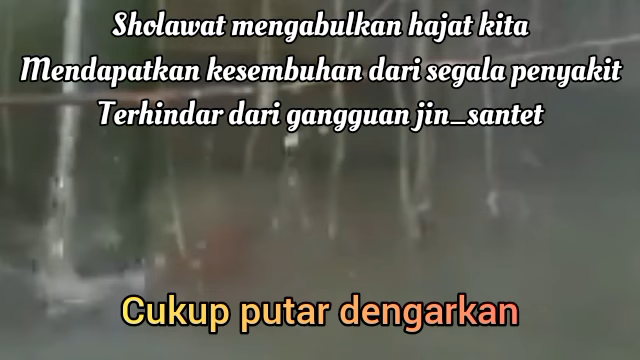 Sholawat mengabulkan hajat kita
Mendapatkan kesembuhan dari segala penyakit
Terhindar dari gangguan jin_santet
Cukup putar dengarkan